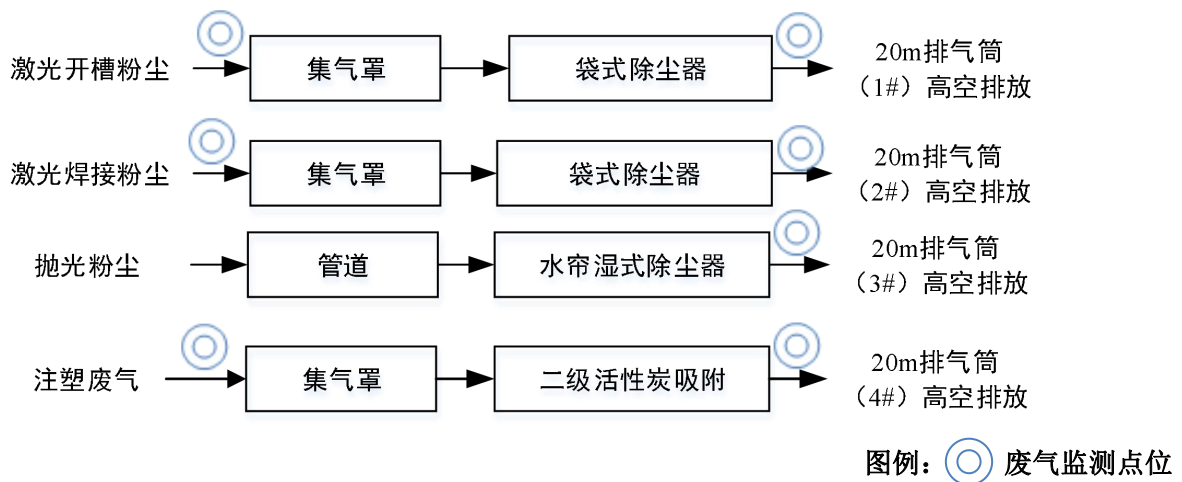 激光开槽粉尘
集气罩
袋式除尘器
20m排气筒
（1#）高空排放
激光焊接粉尘
集气罩
袋式除尘器
20m排气筒
（2#）高空排放
抛光粉尘
管道
水帘湿式除尘器
20m排气筒
（3#）高空排放
注塑废气
集气罩
二级活性炭吸附
20m排气筒
（4#）高空排放
图例：
废气监测点位